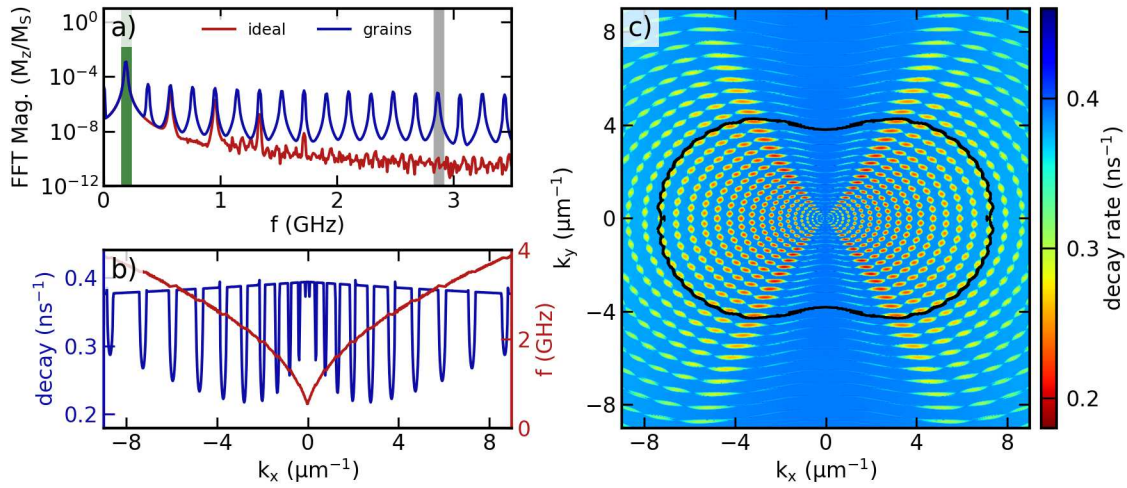 a)
ideal
grains
FFT Mag. (M_z/M_S)
10^0
10^−4
10^−8
10^−12
0
1
2
3
f (GHz)
b)
decay (ns^−1)
0.4
0.3
0.2
f (GHz)
4
2
0
−8
−4
0
4
8
k_x (μm^−1)
c)
k_y (μm^−1)
8
4
0
−4
−8
−8
−4
0
4
8
k_x (μm^−1)
decay rate (ns^−1)
0.4
0.3
0.2